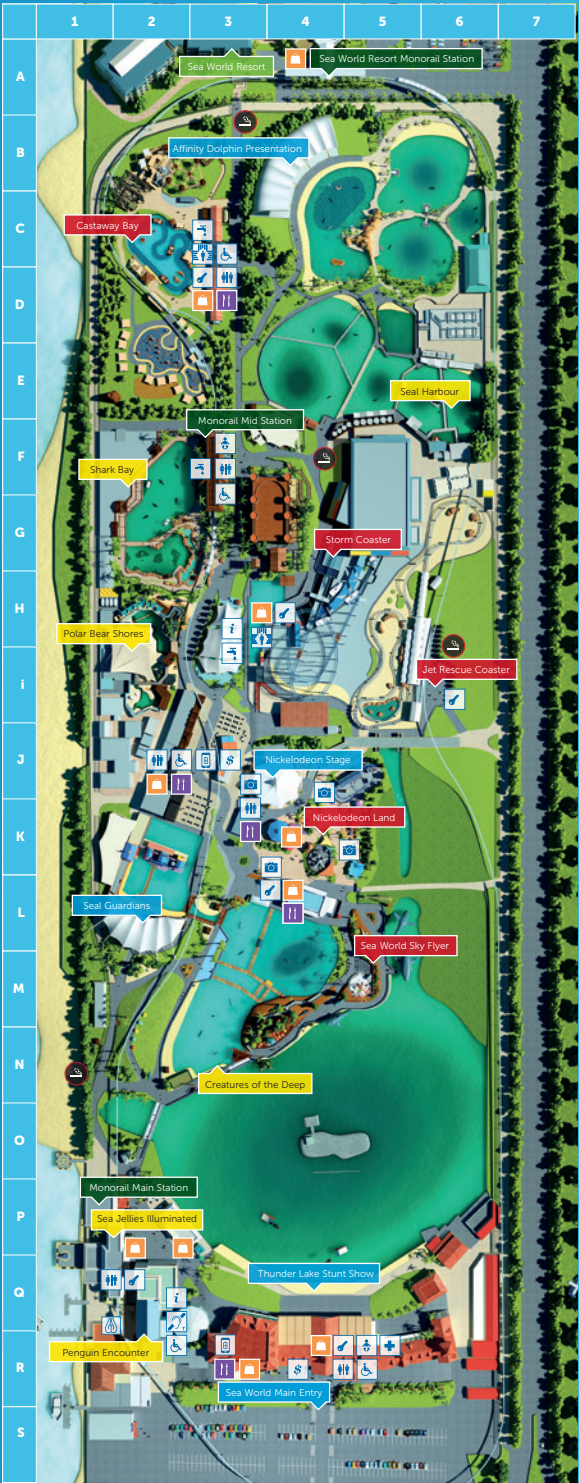 1 2 3 4 5 6 7
A
Sea World Resort
Sea World Resort Monorail Station
B
Affinity Dolphin Presentation
C
Castaway Bay
D
E
Seal Harbour
Monorail Mid Station
F
Shark Bay
G
Storm Coaster
H
i
Polar Bear Shores
i
Jet Rescue Coaster
J
$
Nickelodeon Stage
K
Nickelodeon Land
L
Seal Guardians
Sea World Sky Flyer
M
N
Creatures of the Deep
O
Monorail Main Station
P
Sea Jellies Illuminated
Q
Thunder Lake Stunt Show
i
Penguin Encounter
R
$
Sea World Main Entry
S